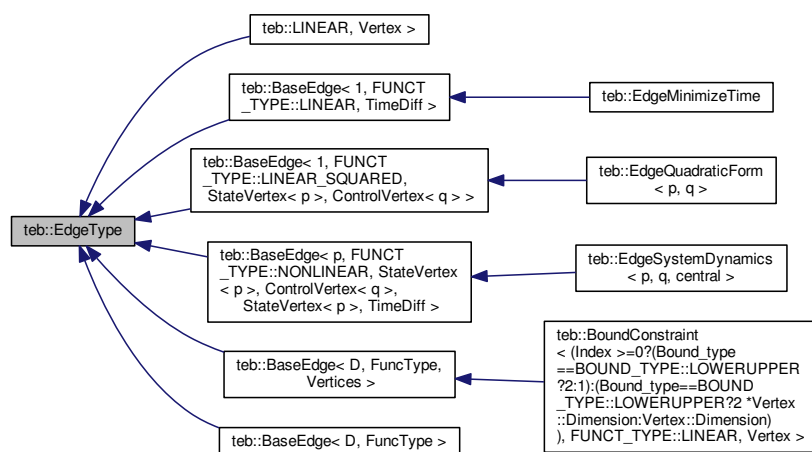 teb::LINEAR, Vertex >
teb::BaseEdge< 1, FUNCT
_TYPE::LINEAR, TimeDiff >
teb::EdgeMinimizeTime
teb::BaseEdge< 1, FUNCT
_TYPE::LINEAR_SQUARED,
StateVertex< p >, ControlVertex< q > >
teb::EdgeQuadraticForm
< p, q >
teb::EdgeType
teb::BaseEdge< p, FUNCT
_TYPE::NONLINEAR, StateVertex
< p >, ControlVertex< q >,
StateVertex< p >, TimeDiff >
teb::EdgeSystemDynamics
< p, q, central >
teb::BaseEdge< D, FuncType,
Vertices >
teb::BoundConstraint
< (Index >=0?(Bound_type
==BOUND_TYPE::LOWERUPPER
?2:1):(Bound_type==BOUND
_TYPE::LOWERUPPER?2 *Vertex
::Dimension:Vertex::Dimension)
), FUNCT_TYPE::LINEAR, Vertex >
teb::BaseEdge< D, FuncType >